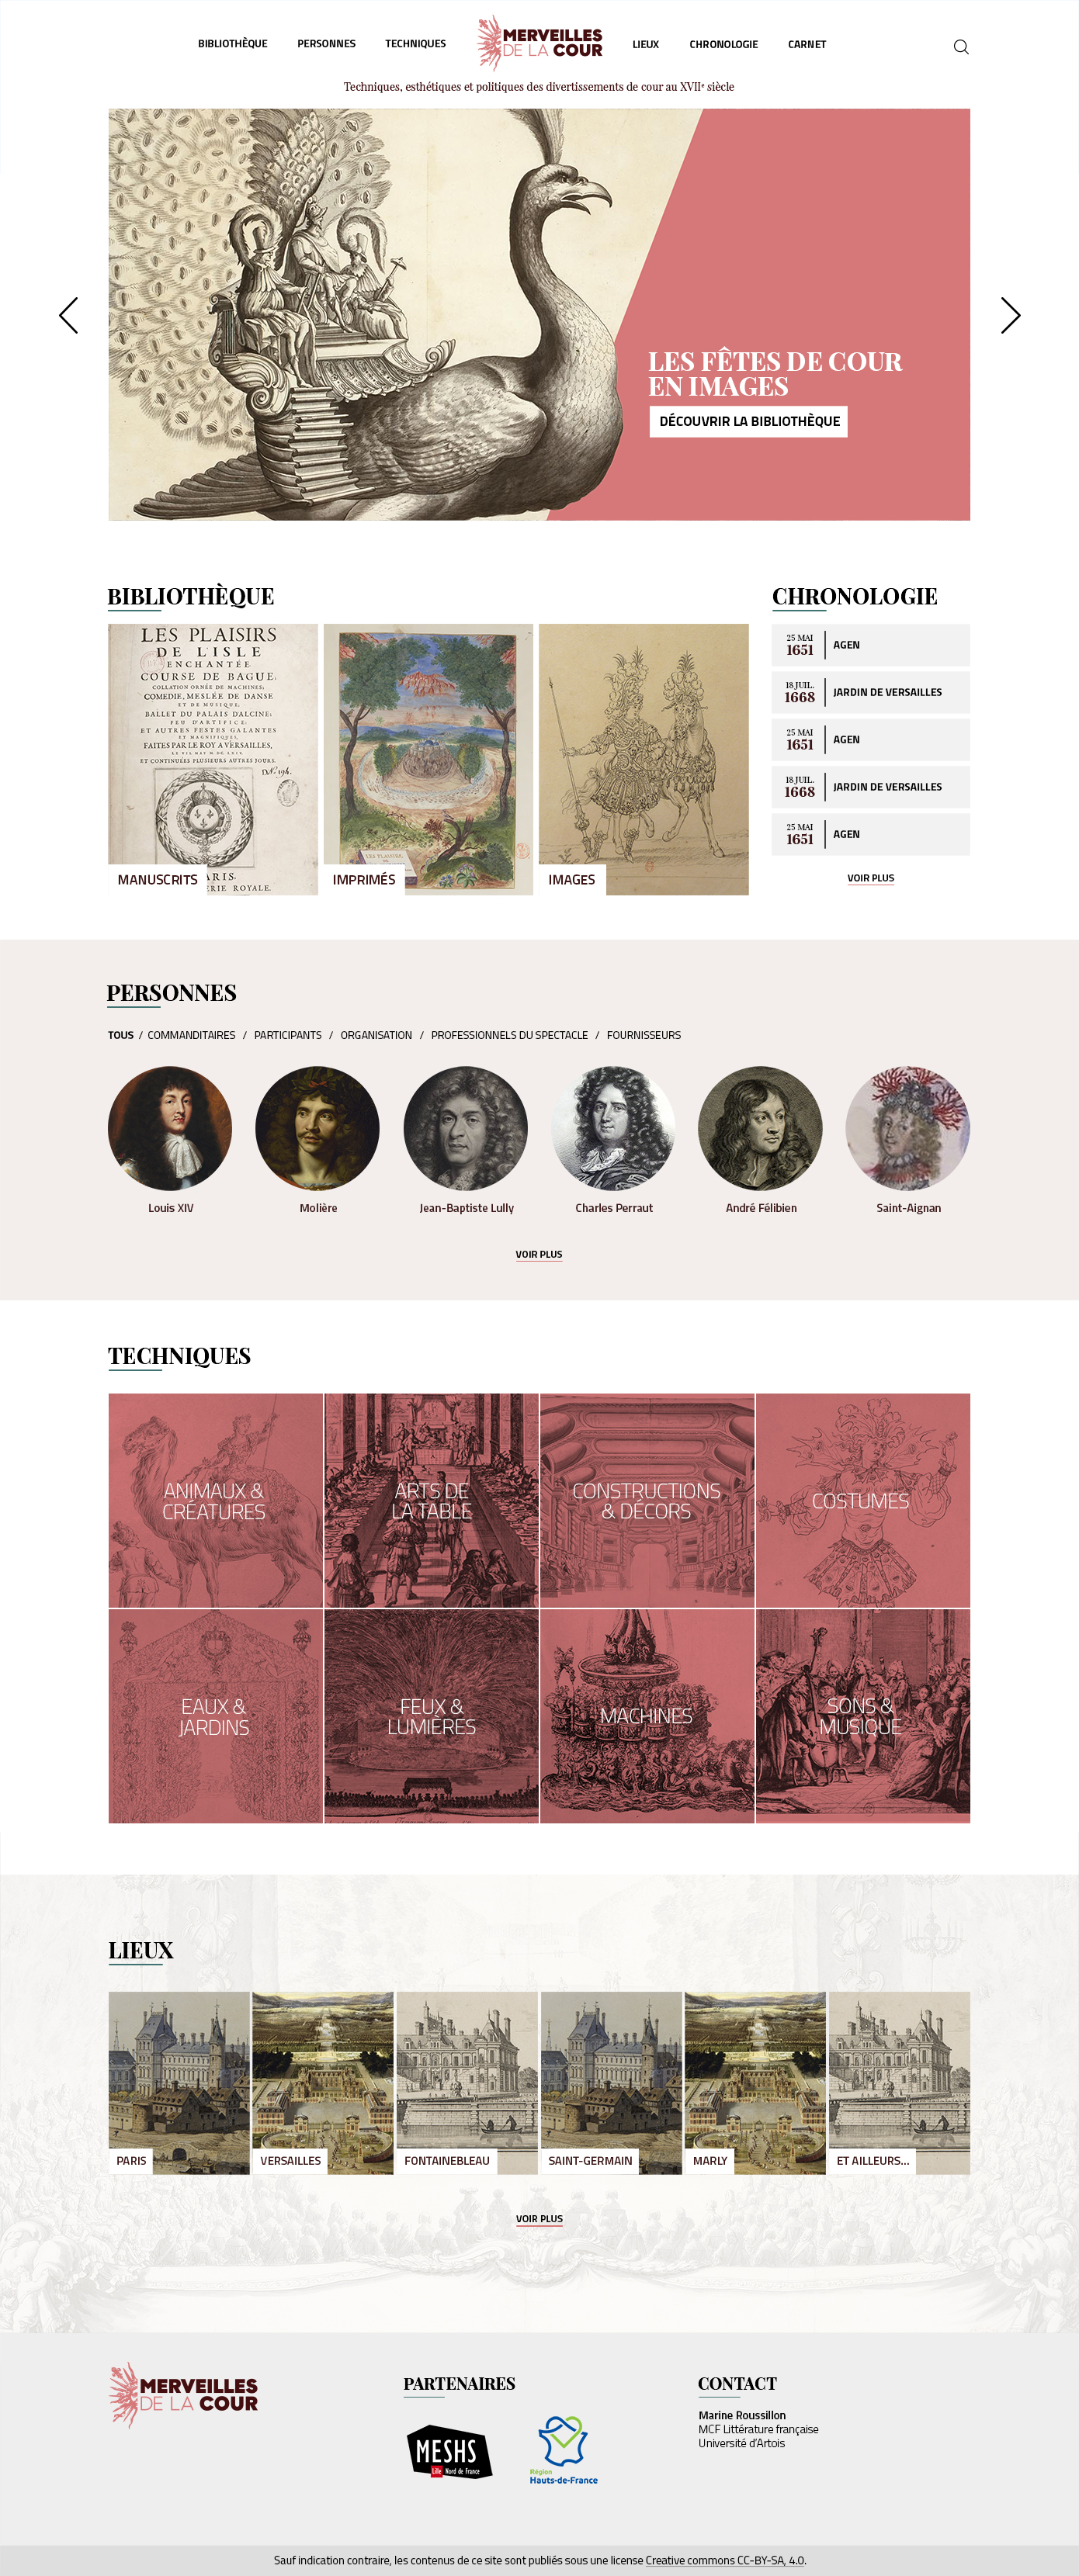 BIBLIOTHÈQUE
PERSONNES
TECHNIQUES
MERVEILLES
DE LA COUR
LIEUX
CHRONOLOGIE
CARNET
Techniques, esthétiques et politiques des divertissements de cour au XVIIe siècle
LES FÊTES DE COUR
EN IMAGES
DÉCOUVRIR LA BIBLIOTHÈQUE
BIBLIOTHÈQUE
LES PLAISIRS
DE L'ISLE
ENCHANTÉE
COURSE DE BAGUE;
COLLATION ORNÉE DE MACHINES;
COMEDIE, MESLÉE DE DANSE
ET DE MUSIQUE,
BALLET DU PALAIS D'ALCINE;
FEU D'ARTIFICE;
ET AUTRES FESTES GALANTES
ET MAGNIFIQUES,
FAITES PAR LE ROY A VERSAILLES,
ET CONTINUÉES PLUSIEURS AUTRES JOURS.
MANUSCRITS
IMPRIMÉS
IMAGES
CHRONOLOGIE
25 MAI
1651
AGEN
18 JUIL.
1668
JARDIN DE VERSAILLES
25 MAI
1651
AGEN
18 JUIL.
1668
JARDIN DE VERSAILLES
25 MAI
1651
AGEN
VOIR PLUS
PERSONNES
TOUS / COMMANDITAIRES / PARTICIPANTS / ORGANISATION / PROFESSIONNELS DU SPECTACLE / FOURNISSEURS
Louis XIV
Molière
Jean-Baptiste Lully
Charles Perraut
André Félibien
Saint-Aignan
VOIR PLUS
TECHNIQUES
ANIMAUX &
CRÉATURES
ARTS DE
LA TABLE
CONSTRUCTIONS
& DÉCORS
COSTUMES
EAUX &
JARDINS
FEUX &
LUMIÈRES
MACHINES
SONS &
MUSIQUE
LIEUX
PARIS
VERSAILLES
FONTAINEBLEAU
SAINT-GERMAIN
MARLY
ET AILLEURS...
VOIR PLUS
MERVEILLES
DE LA COUR
PARTENAIRES
MESHS
Lille Nord de France
Région
Hauts-de-France
CONTACT
Marine Roussillon
MCF Littérature française
Université d'Artois
Sauf indication contraire, les contenus de ce site sont publiés sous une license Creative commons CC-BY-SA, 4.0.